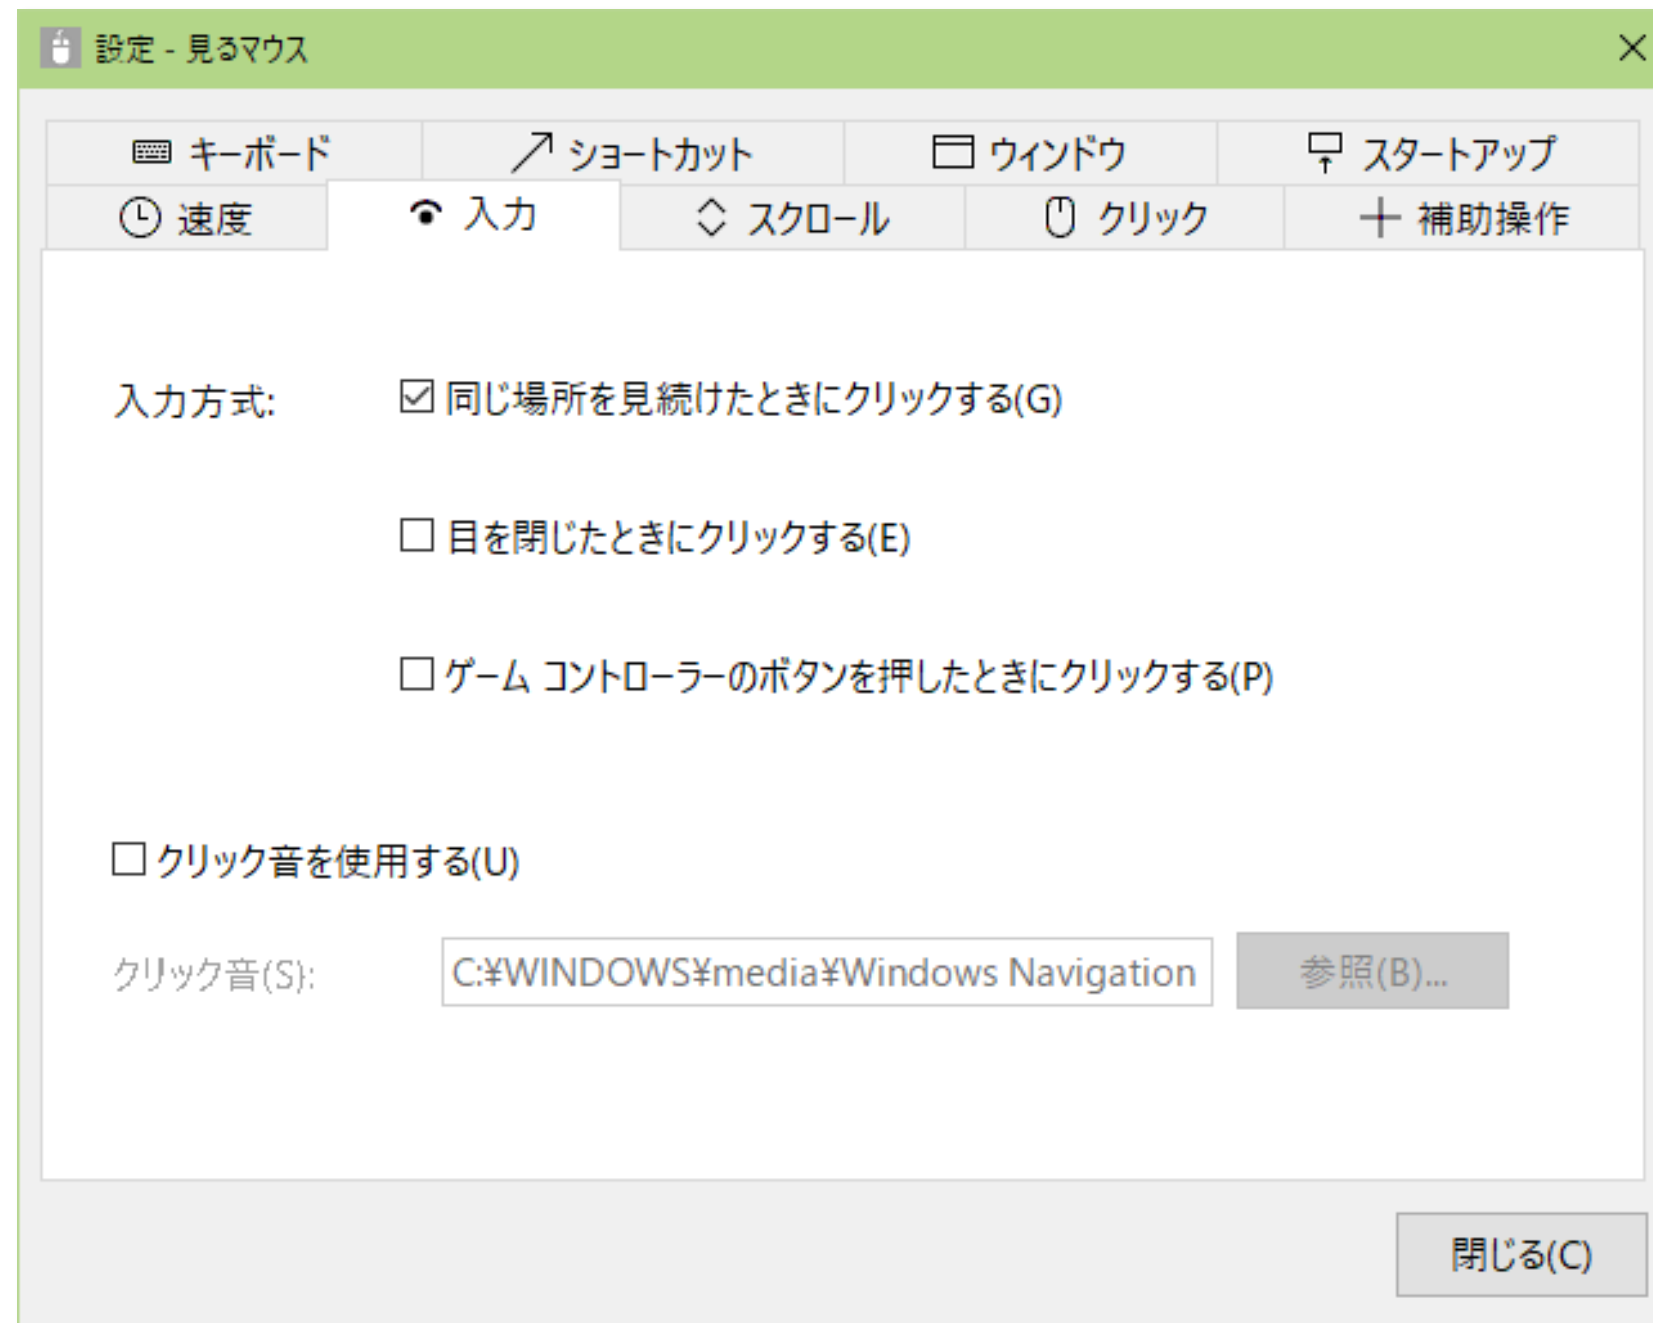 設定 - 見るマウス
キーボード ショートカット ウィンドウ スタートアップ
速度 入力 スクロール クリック 補助操作
入力方式: 同じ場所を見続けたときにクリックする(G)
目を閉じたときにクリックする(E)
ゲーム コントローラーのボタンを押したときにクリックする(P)
クリック音を使用する(U)
クリック音(S): C:¥WINDOWS¥media¥Windows Navigation 参照(B)...
閉じる(C)